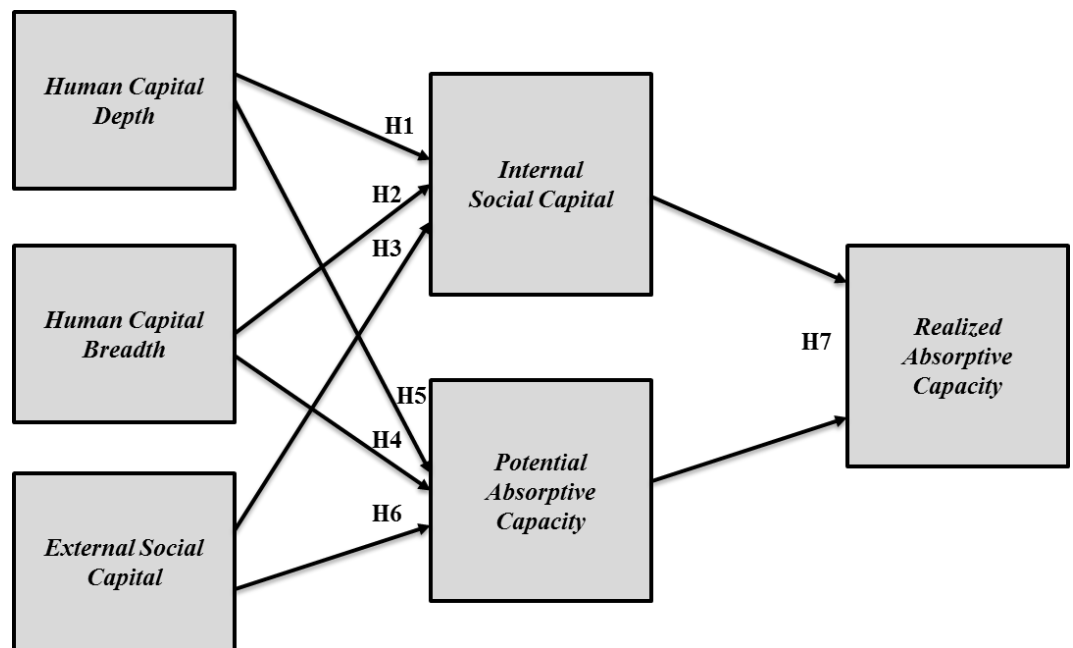 Human Capital
Depth
H1
Internal
Social Capital
H2
H3
Human Capital
Breadth
Realized
Absorptive
Capacity
H7
H5
H4
Potential
Absorptive
Capacity
H6
External Social
Capital